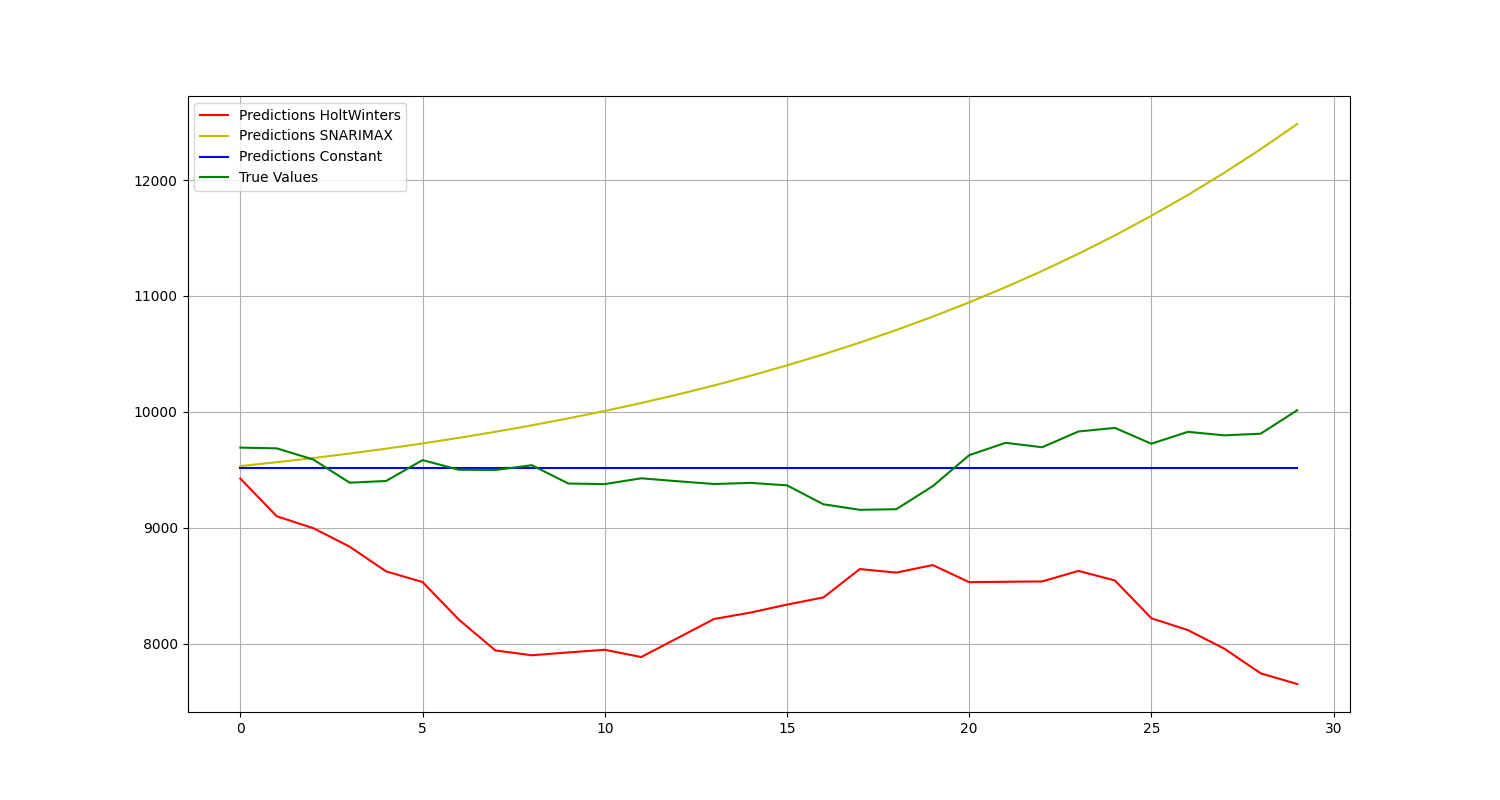 Predictions HoltWinters
Predictions SNARIMAX
Predictions Constant
True Values
12000
11000
10000
9000
8000
0 5 10 15 20 25 30